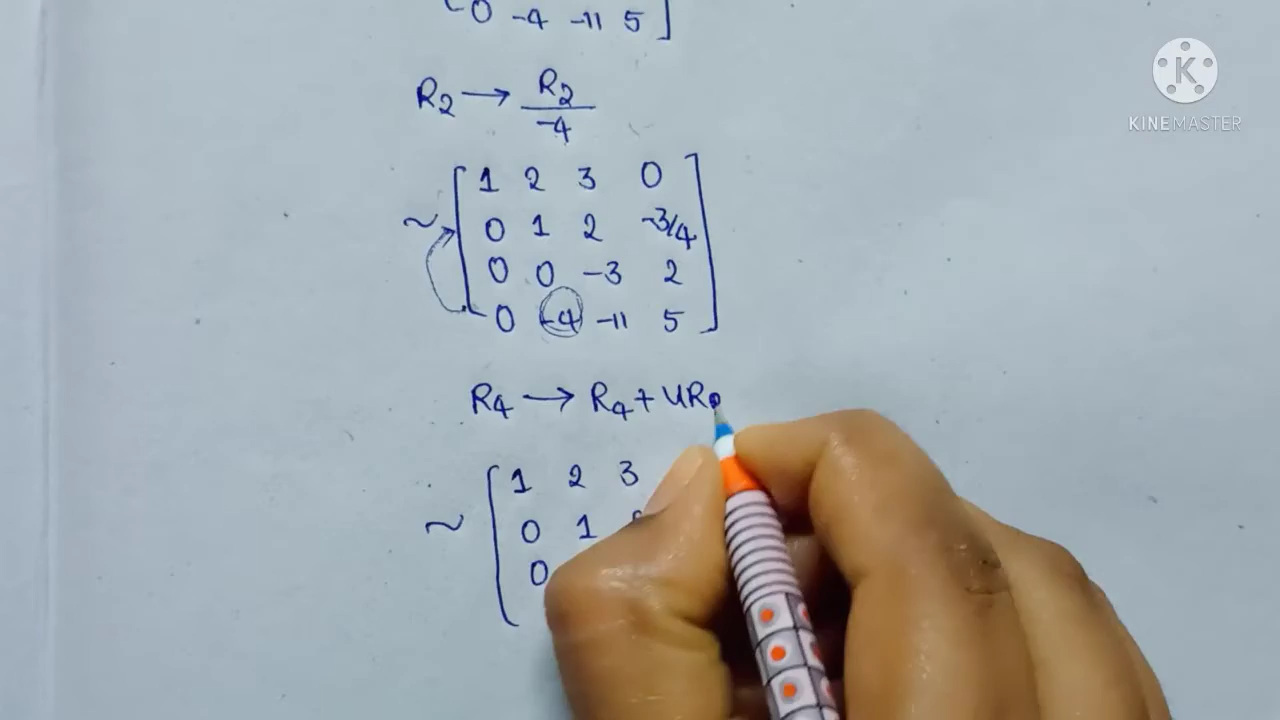 0 -4 -11 5
R2 → R2/-4
~ 1 2 3 0
0 1 2 -3/4
0 0 -3 2
0 -4 -11 5
R4 → R4 + 4R
~ 1 2 3
0 1
0
K
KINEMASTER